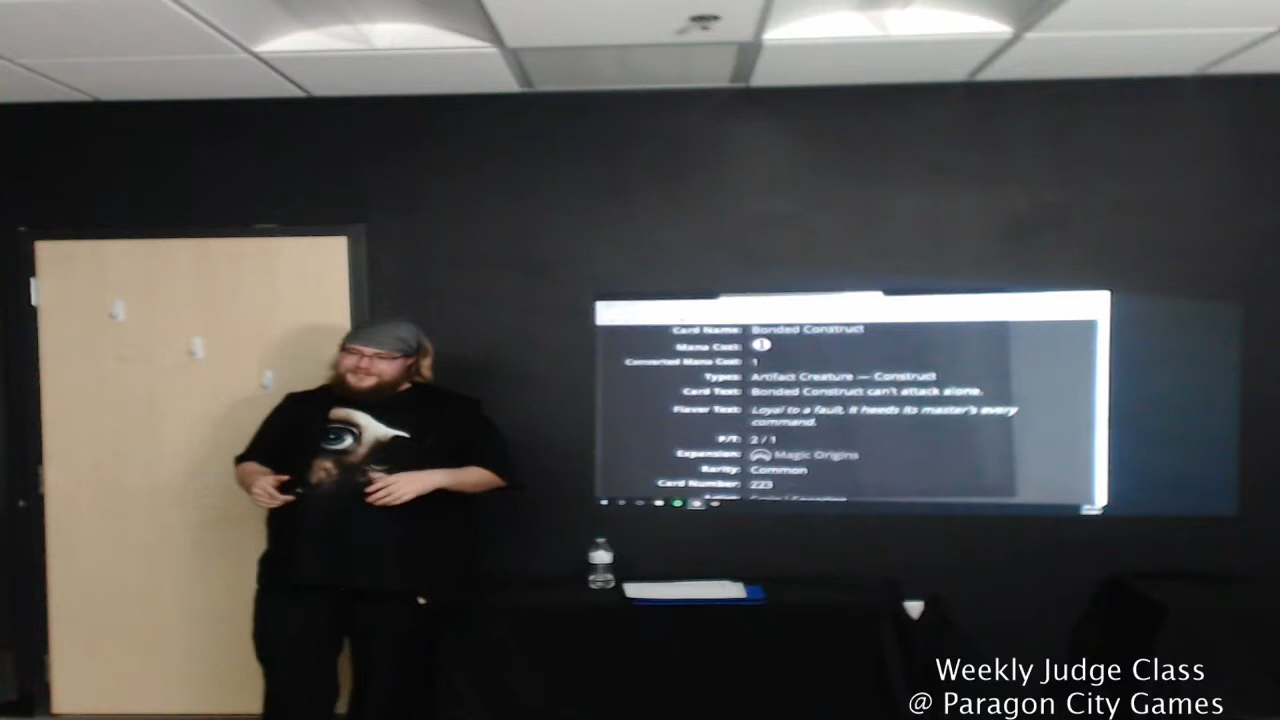 Card Name: Bonded Construct
Mana Cost: 1
Converted Mana Cost: 1
Types: Artifact Creature — Construct
Card Text: Bonded Construct can't attack alone.
Flavor Text: Loyal to a fault, it heeds its master's every
command.
P/T: 2 / 1
Expansion: Magic Origins
Rarity: Common
Card Number: 223
Weekly Judge Class
@ Paragon City Games